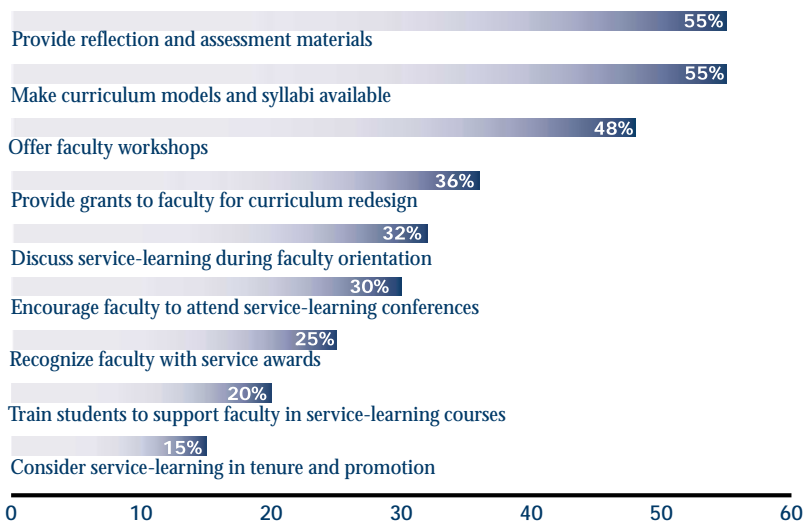 55%
Provide reflection and assessment materials
55%
Make curriculum models and syllabi available
48%
Offer faculty workshops
36%
Provide grants to faculty for curriculum redesign
32%
Discuss service-learning during faculty orientation
30%
Encourage faculty to attend service-learning conferences
25%
Recognize faculty with service awards
20%
Train students to support faculty in service-learning courses
15%
Consider service-learning in tenure and promotion
0 10 20 30 40 50 60